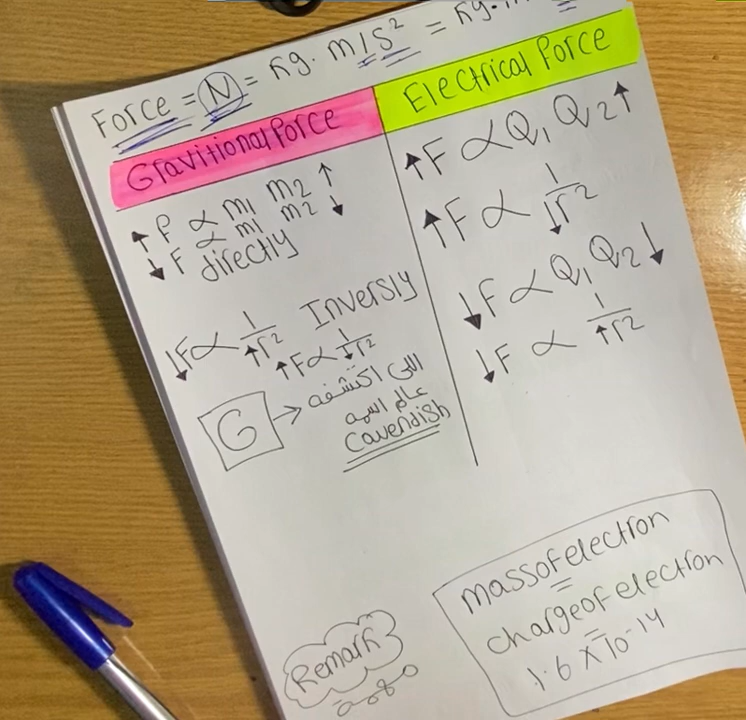 Force = N = kg. m/s² = kg.m
Gravitional Force
↑ F ∝ m1 m2 ↑
↓ F ∝ m1 m2 ↓
directly
↓F ∝ 1/↑r² Inversly
↑F ∝ 1/↓r²
G → اللى اكتشفه
عالم اسمه
Cavendish
Electrical Force
↑F ∝ Q1 Q2↑
↑F ∝ 1/↓r²
↓F ∝ Q1 Q2↓
↓F ∝ 1/↑r²
mass of electron
=
charge of electron
=
1.6 X 10-14
Remark